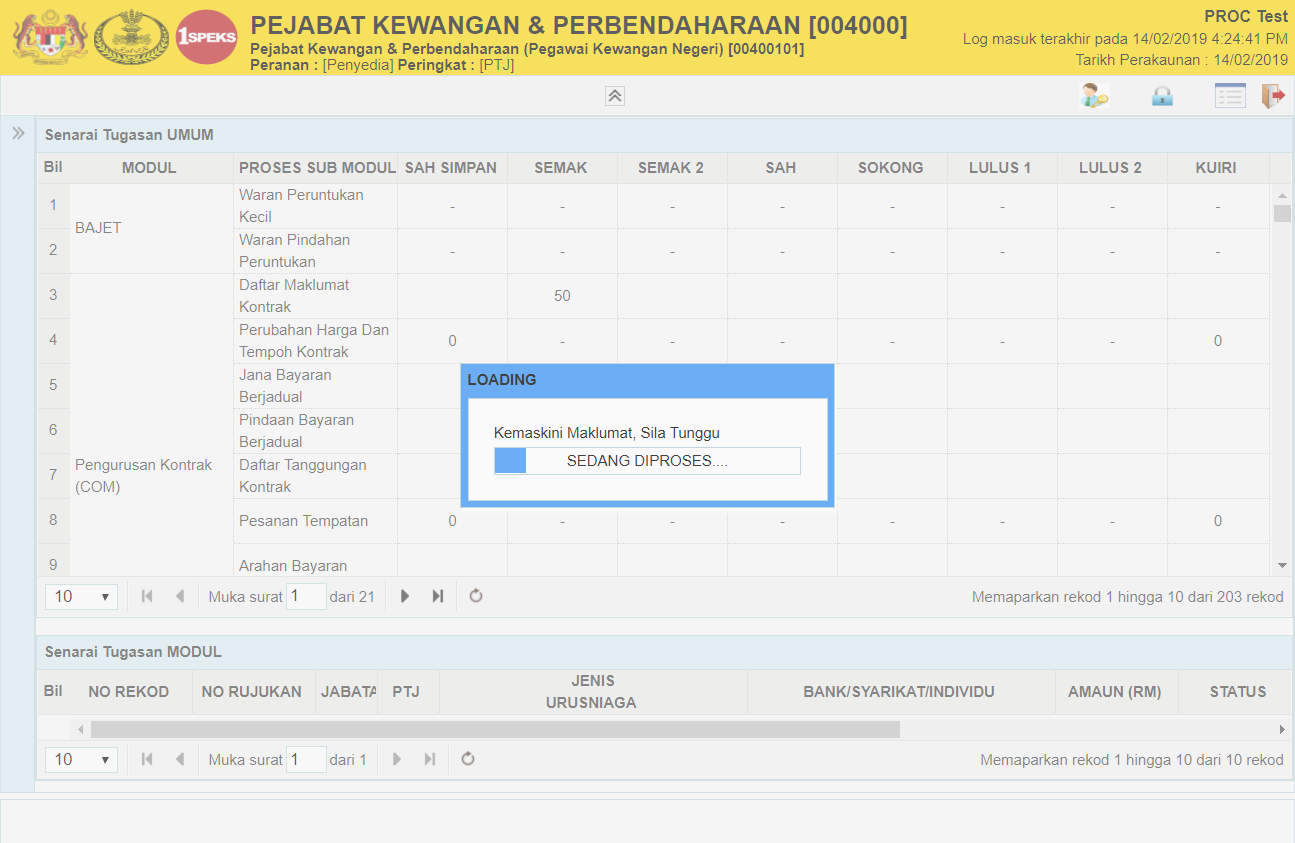 1SPEKS
PEJABAT KEWANGAN & PERBENDAHARAAN [004000]
Pejabat Kewangan & Perbendaharaan (Pegawai Kewangan Negeri) [00400101]
Peranan : [Penyedia] Peringkat : [PTJ]
PROC Test
Log masuk terakhir pada 14/02/2019 4:24:41 PM
Tarikh Perakaunan : 14/02/2019
Senarai Tugasan UMUM
Bil MODUL PROSES SUB MODUL SAH SIMPAN SEMAK SEMAK 2 SAH SOKONG LULUS 1 LULUS 2 KUIRI
1 BAJET Waran Peruntukan
Kecil - - - - - - - -
2 Waran Pindahan
Peruntukan - - - - - - - -
3 Daftar Maklumat
Kontrak 50
4 Perubahan Harga Dan
Tempoh Kontrak 0 - - - - - - 0
5 Jana Bayaran
Berjadual
6 Pindaan Bayaran
Berjadual
Pengurusan Kontrak
(COM)
7 Daftar Tanggungan
Kontrak
8 Pesanan Tempatan 0 - - - - - - 0
9 Arahan Bayaran
LOADING
Kemaskini Maklumat, Sila Tunggu
SEDANG DIPROSES....
10 Muka surat 1 dari 21 Memaparkan rekod 1 hingga 10 dari 203 rekod
Senarai Tugasan MODUL
Bil NO REKOD NO RUJUKAN JABATA PTJ JENIS
URUSNIAGA BANK/SYARIKAT/INDIVIDU AMAUN (RM) STATUS
10 Muka surat 1 dari 1 Memaparkan rekod 1 hingga 10 dari 10 rekod